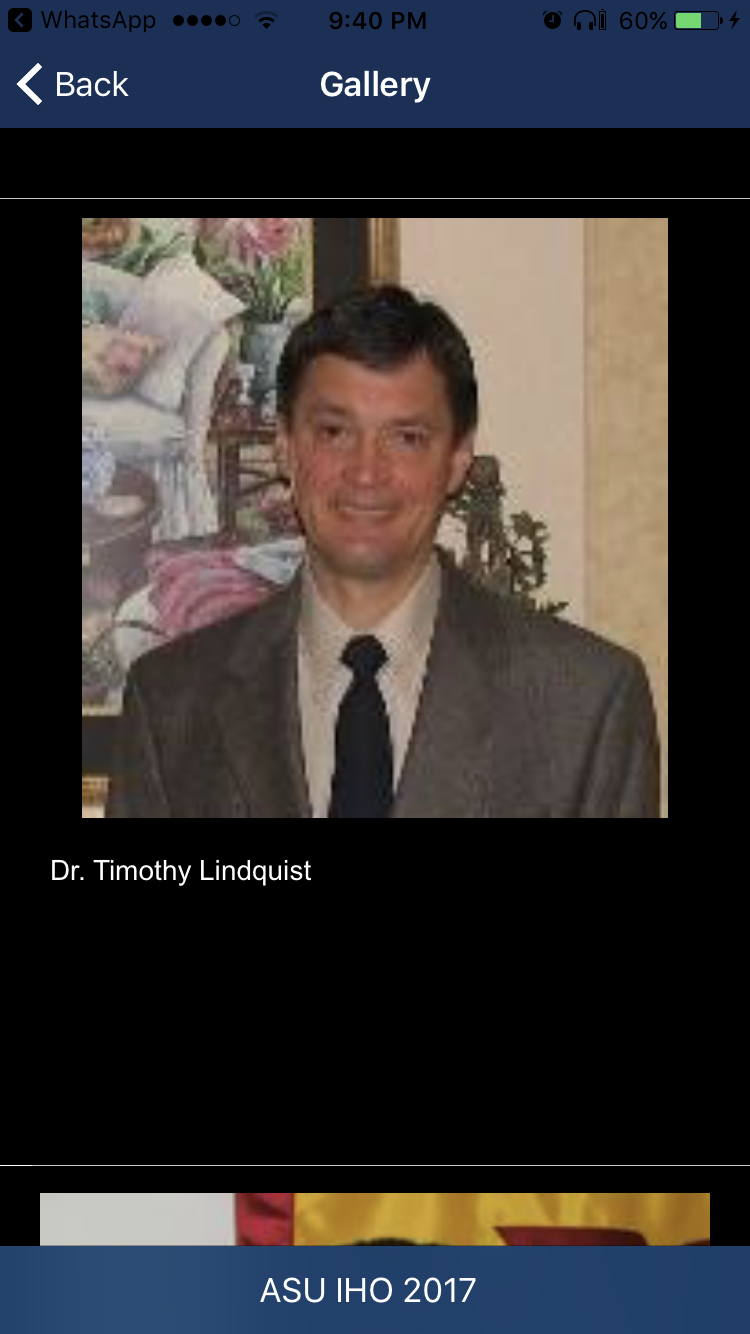 WhatsApp 9:40 PM 60%
Back Gallery
Dr. Timothy Lindquist
ASU IHO 2017